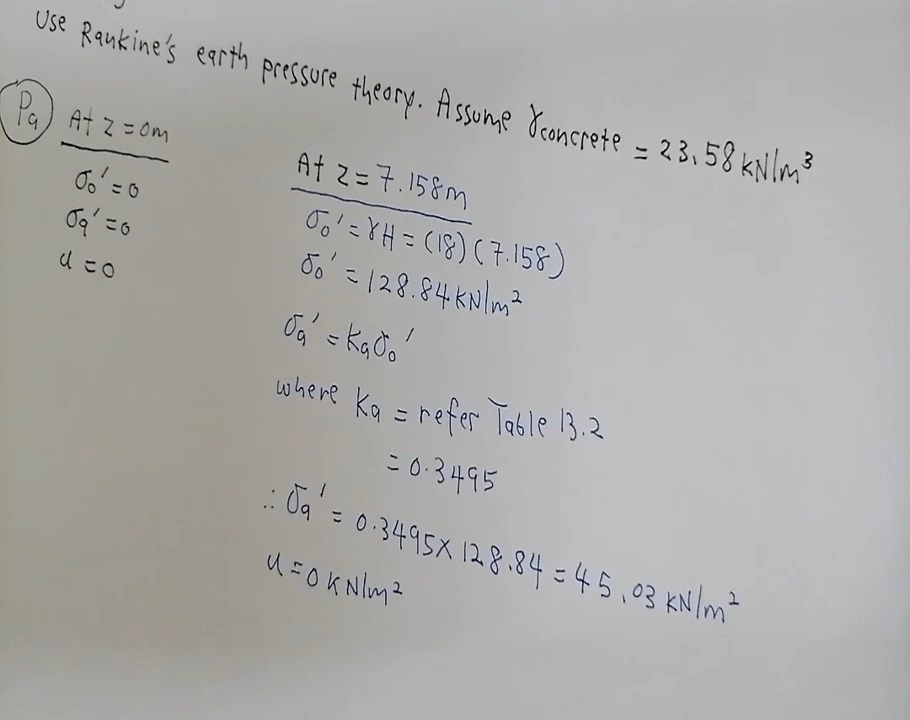 Use Rankine's earth pressure theory. Assume γconcrete = 23.58 kN/m³
Pa
At z = 0m
σo' = 0
σa' = 0
u = 0
At z = 7.158m
σo' = γH = (18)(7.158)
σo' = 128.84 kN/m²
σa' = Kaσo'
where Ka = refer Table 13.2
= 0.3495
∴ σa' = 0.3495 × 128.84 = 45.03 kN/m²
u = 0 kN/m²